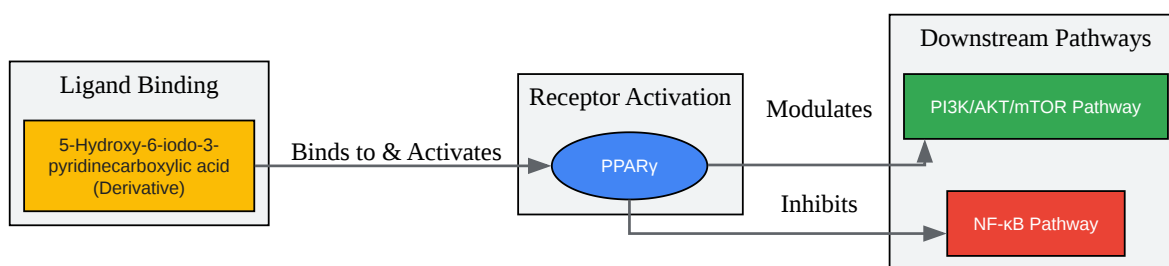 Ligand Binding
5-Hydroxy-6-iodo-3-
pyridinecarboxylic acid
(Derivative)
Binds to & Activates
Receptor Activation
PPARγ
Modulates
Inhibits
Downstream Pathways
PI3K/AKT/mTOR Pathway
NF-κB Pathway